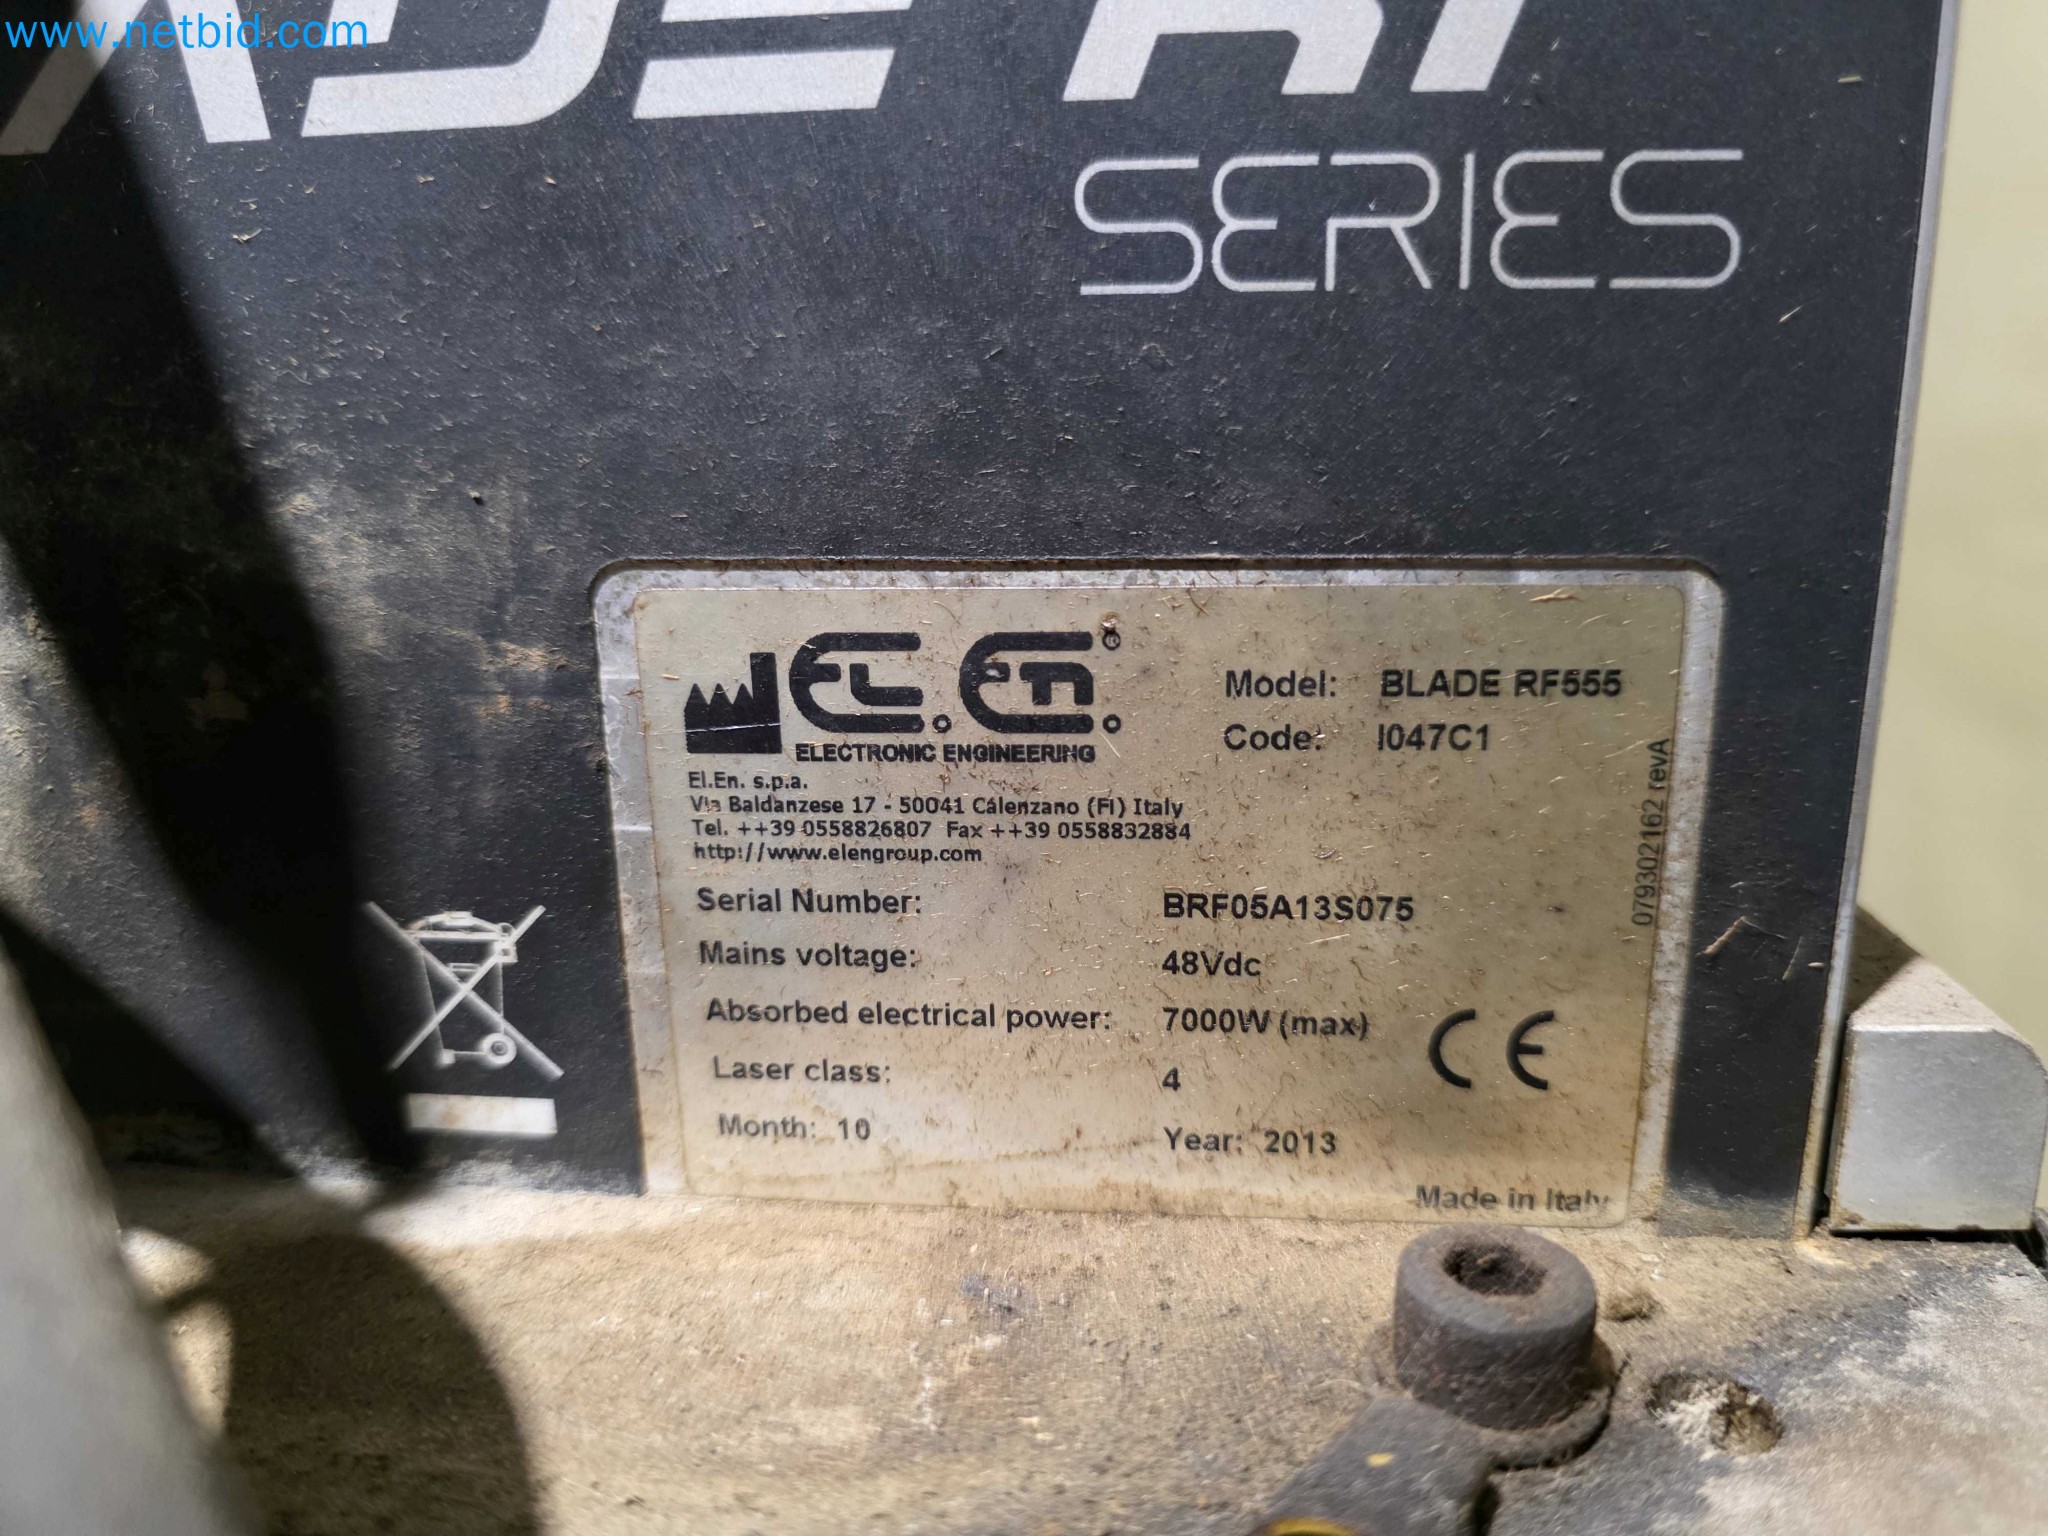 www.netbid.com
SERIES
El.En.®
ELECTRONIC ENGINEERING
El.En. s.p.a.
Via Baldanzese 17 - 50041 Calenzano (FI) Italy
Tel. ++39 0558826807 Fax ++39 0558832884
http://www.elengroup.com
Model: BLADE RF555
Code: I047C1
079302162 revA
Serial Number: BRF05A13S075
Mains voltage: 48Vdc
Absorbed electrical power: 7000W (max)
CE
Laser class: 4
Month: 10 Year: 2013
Made in Italy